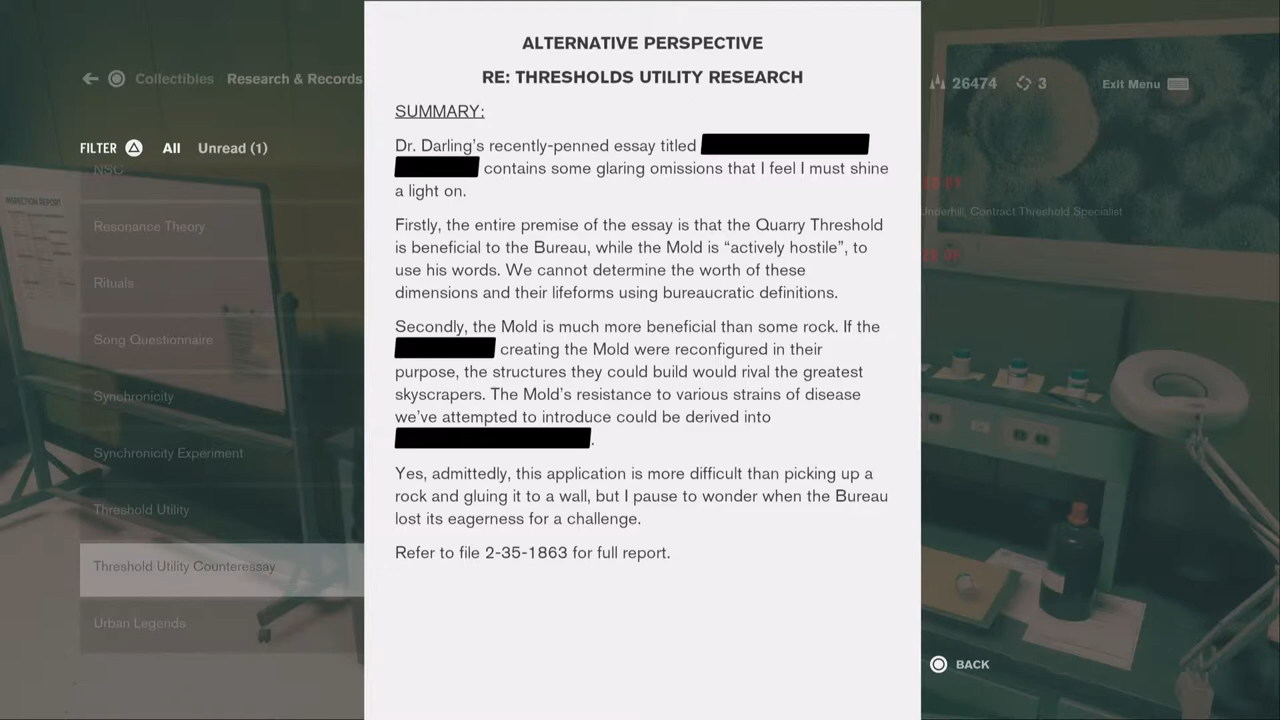 ALTERNATIVE PERSPECTIVE
RE: THRESHOLDS UTILITY RESEARCH
SUMMARY:
Dr. Darling's recently-penned essay titled
contains some glaring omissions that I feel I must shine
a light on.
Firstly, the entire premise of the essay is that the Quarry Threshold
is beneficial to the Bureau, while the Mold is “actively hostile”, to
use his words. We cannot determine the worth of these
dimensions and their lifeforms using bureaucratic definitions.
Secondly, the Mold is much more beneficial than some rock. If the
creating the Mold were reconfigured in their
purpose, the structures they could build would rival the greatest
skyscrapers. The Mold's resistance to various strains of disease
we've attempted to introduce could be derived into
.
Yes, admittedly, this application is more difficult than picking up a
rock and gluing it to a wall, but I pause to wonder when the Bureau
lost its eagerness for a challenge.
Refer to file 2-35-1863 for full report.
Collectibles Research & Records
FILTER All Unread (1)
NSC
Resonance Theory
Rituals
Song Questionnaire
Synchronicity
Synchronicity Experiment
Threshold Utility
Threshold Utility Counteressay
Urban Legends
26474 3 Exit Menu
Underhill, Contract Threshold Specialist
INSPECTION REPORT
BACK